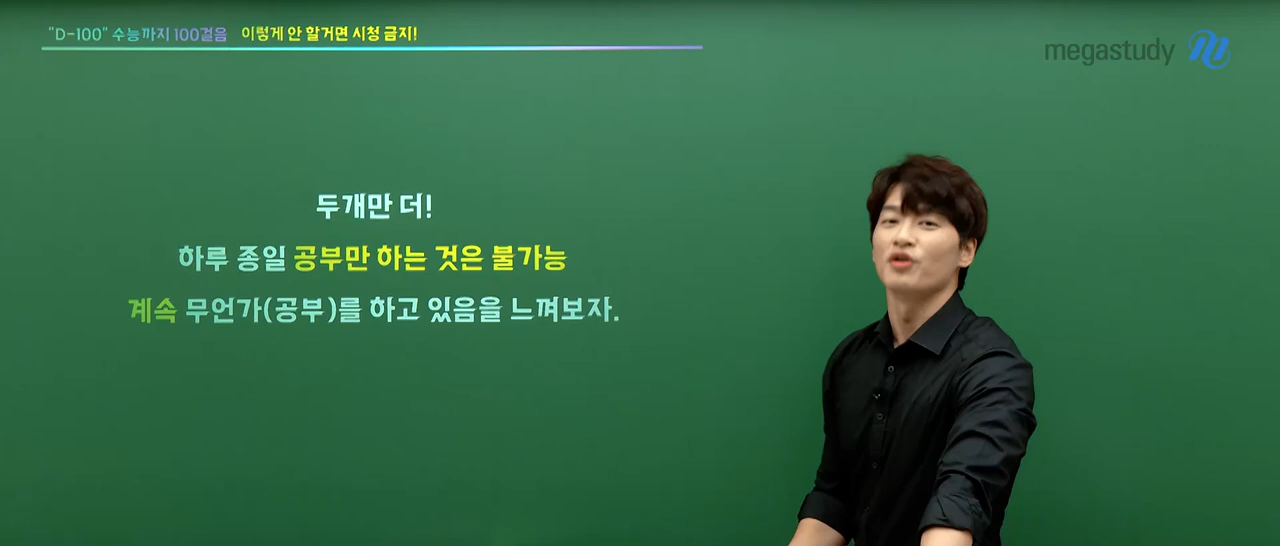 "D-100" 수능까지 100걸음 이렇게 안 할거면 시청 금지!
megastudy
두개만 더!
하루 종일 공부만 하는 것은 불가능
계속 무언가(공부)를 하고 있음을 느껴보자.